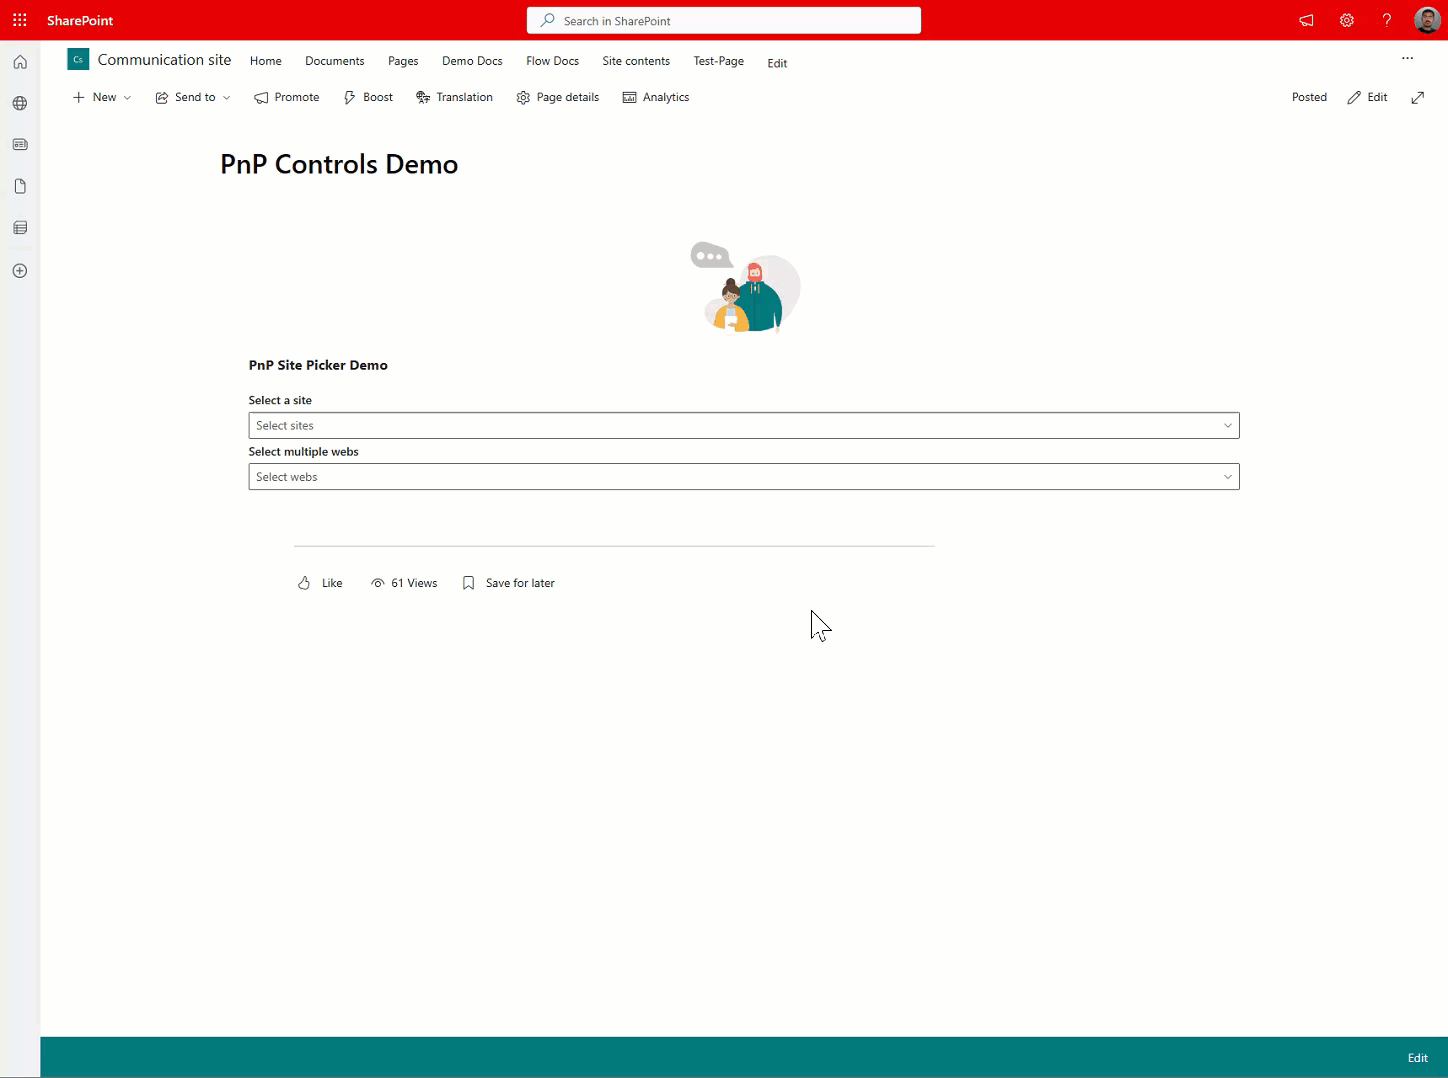 SharePoint
Search in SharePoint
?
Cs
Communication site
Home
Documents
Pages
Demo Docs
Flow Docs
Site contents
Test-Page
Edit
...
New
Send to
Promote
Boost
Translation
Page details
Analytics
Posted
Edit
PnP Controls Demo
PnP Site Picker Demo
Select a site
Select sites
Select multiple webs
Select webs
Like
61 Views
Save for later
Edit